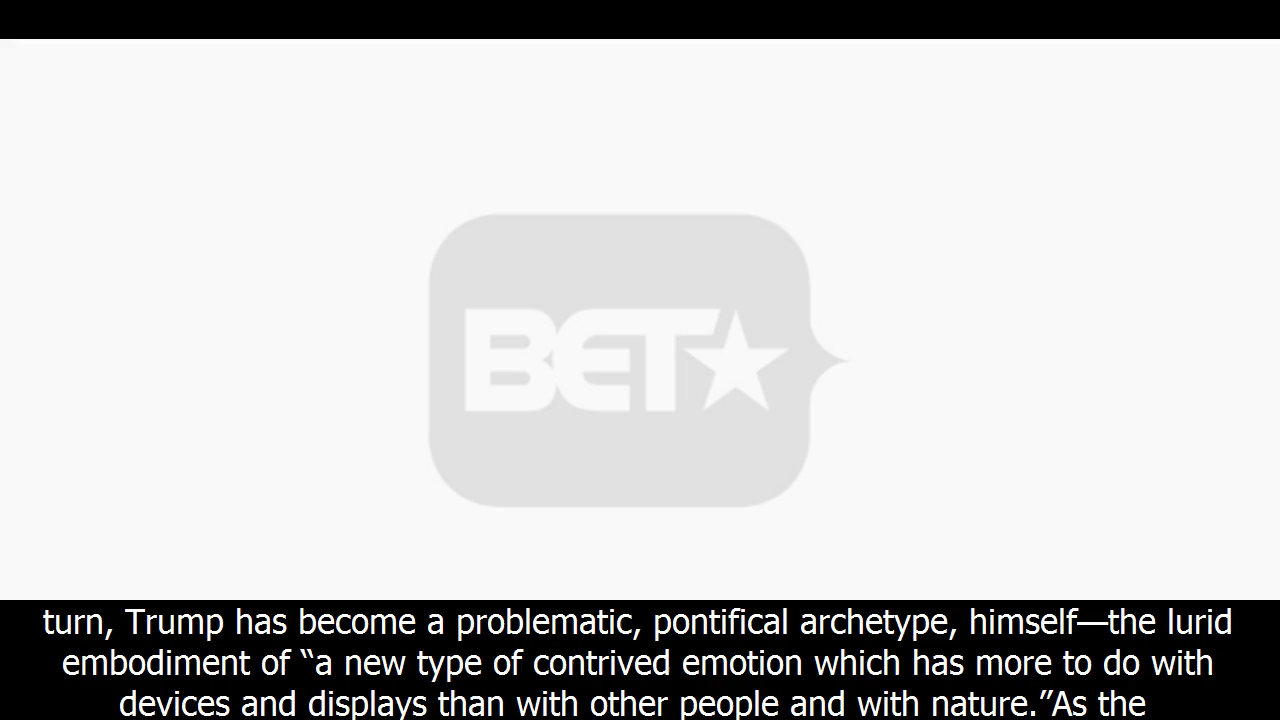 BET
turn, Trump has become a problematic, pontifical archetype, himself—the lurid
embodiment of “a new type of contrived emotion which has more to do with
devices and displays than with other people and with nature.”As the